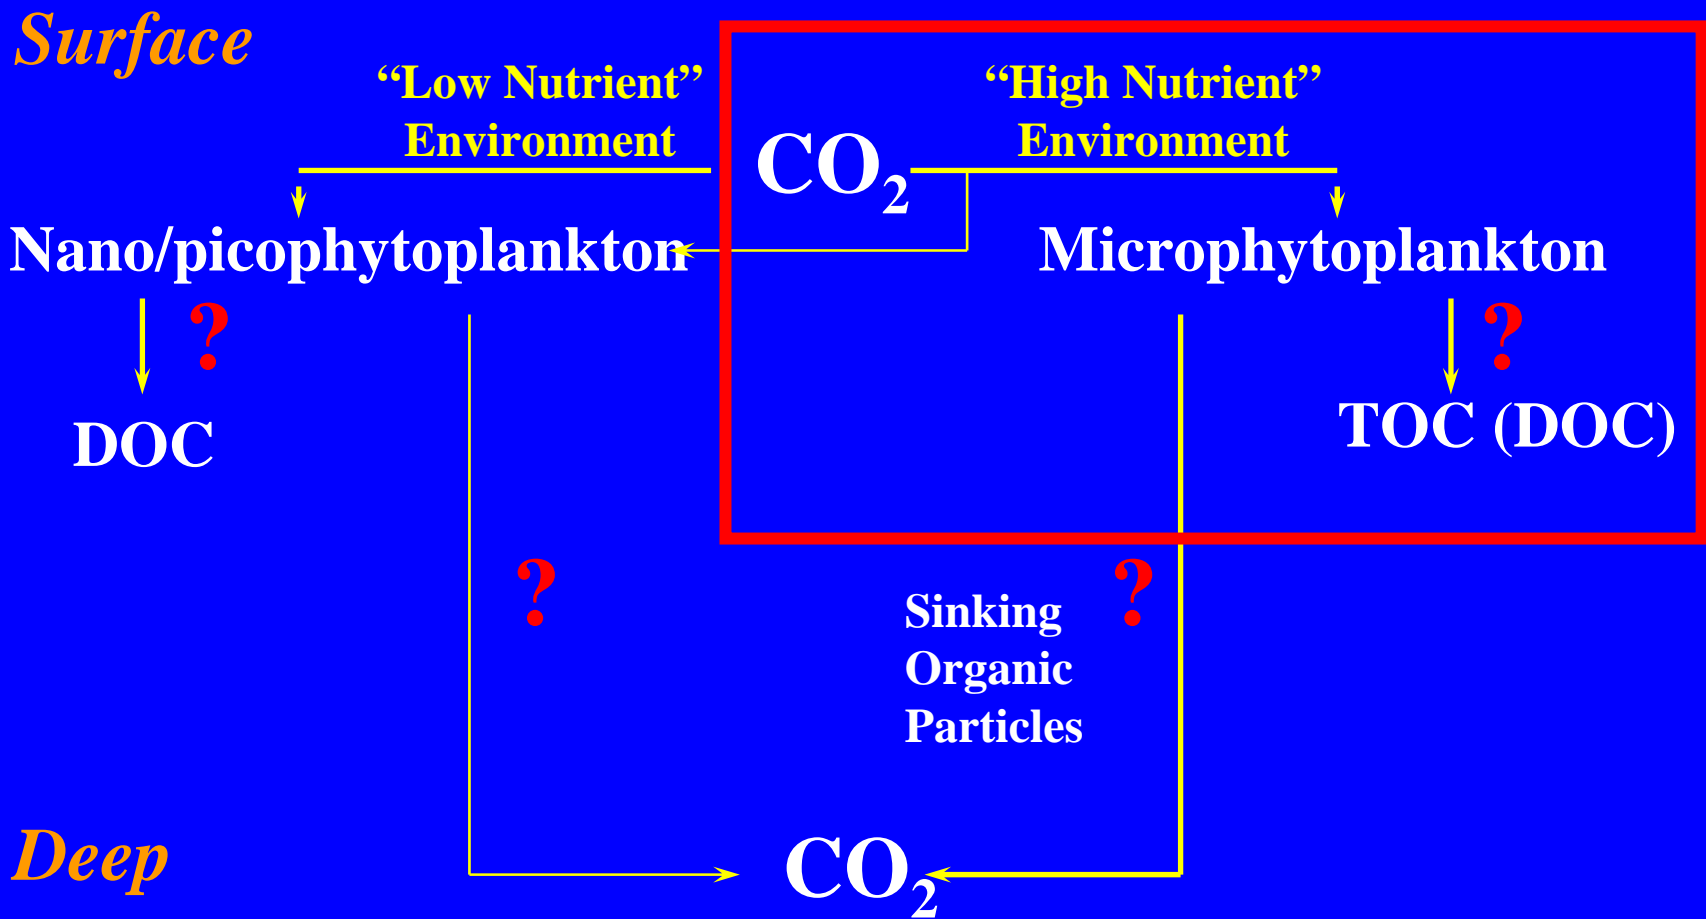 Surface
“Low Nutrient”
Environment
“High Nutrient”
Environment
CO₂
Nano/picophytoplankton
Microphytoplankton
?
?
DOC
TOC (DOC)
?
?
Sinking
Organic
Particles
Deep
CO₂